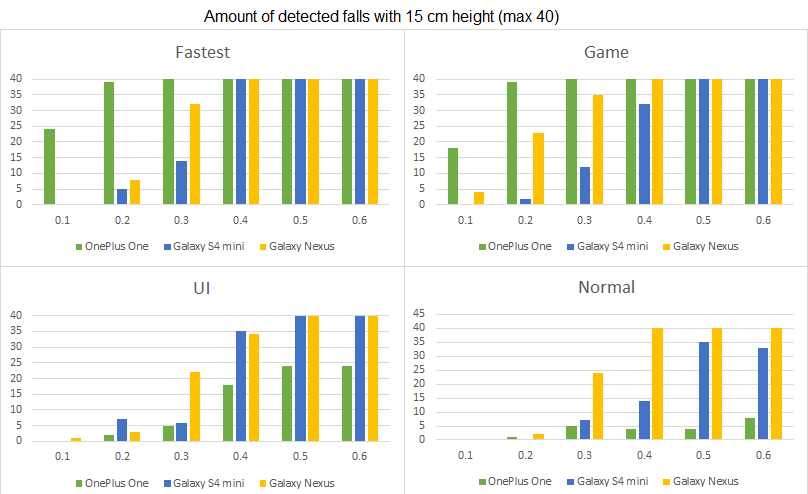 Amount of detected falls with 15 cm height (max 40)
Fastest
40
35
30
25
20
15
10
5
0
0.1 0.2 0.3 0.4 0.5 0.6
OnePlus One Galaxy S4 mini Galaxy Nexus
Game
40
35
30
25
20
15
10
5
0
0.1 0.2 0.3 0.4 0.5 0.6
OnePlus One Galaxy S4 mini Galaxy Nexus
UI
40
35
30
25
20
15
10
5
0
0.1 0.2 0.3 0.4 0.5 0.6
OnePlus One Galaxy S4 mini Galaxy Nexus
Normal
45
40
35
30
25
20
15
10
5
0
0.1 0.2 0.3 0.4 0.5 0.6
OnePlus One Galaxy S4 mini Galaxy Nexus